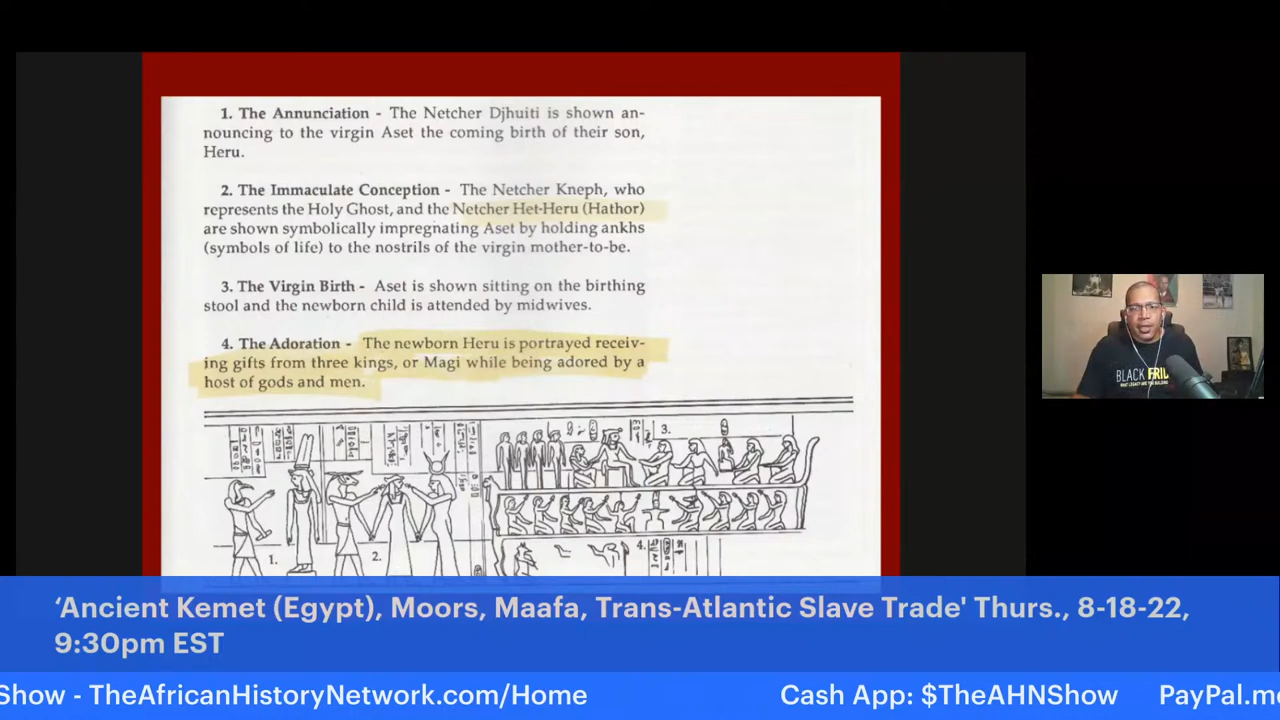 1. The Annunciation - The Netcher Djhuiti is shown an-
nouncing to the virgin Aset the coming birth of their son,
Heru.
2. The Immaculate Conception - The Netcher Kneph, who
represents the Holy Ghost, and the Netcher Het-Heru (Hathor)
are shown symbolically impregnating Aset by holding ankhs
(symbols of life) to the nostrils of the virgin mother-to-be.
3. The Virgin Birth - Aset is shown sitting on the birthing
stool and the newborn child is attended by midwives.
4. The Adoration - The newborn Heru is portrayed receiv-
ing gifts from three kings, or Magi while being adored by a
host of gods and men.
3.
1.
2.
4.
BLACK FRI
‘Ancient Kemet (Egypt), Moors, Maafa, Trans-Atlantic Slave Trade' Thurs., 8-18-22,
9:30pm EST
Show - TheAfricanHistoryNetwork.com/Home
Cash App: $TheAHNShow
PayPal.me